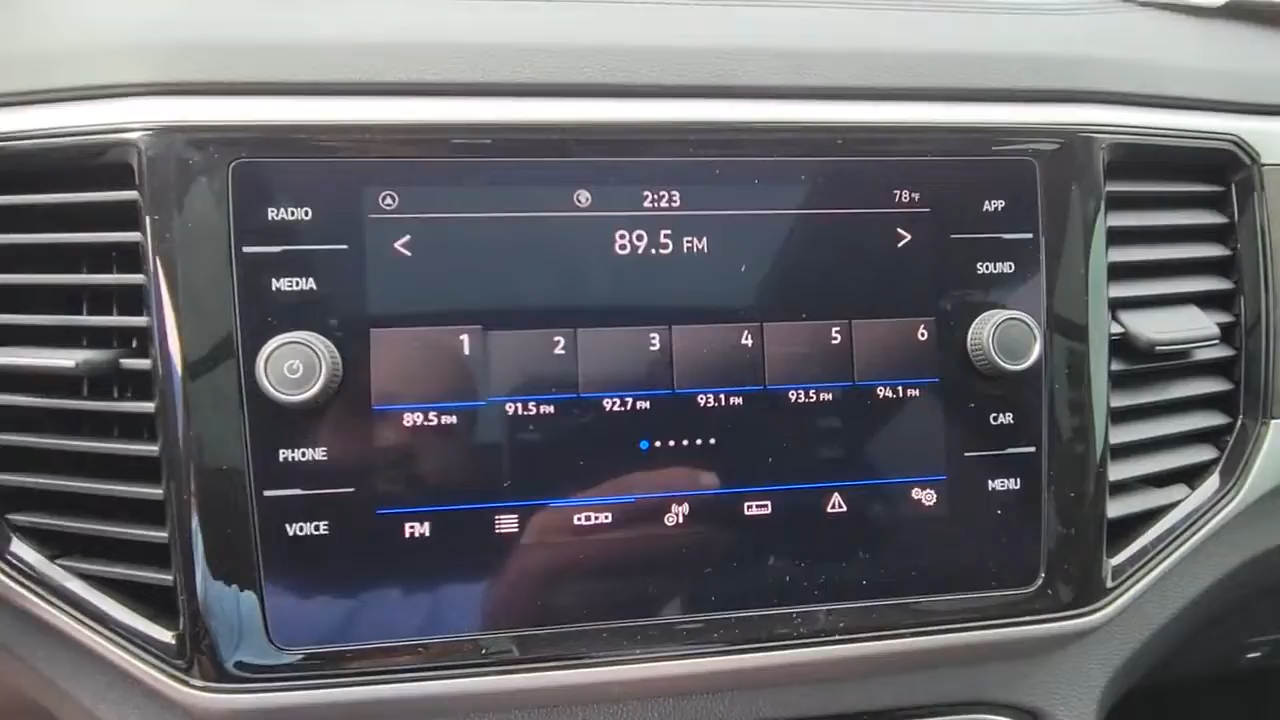 RADIO
MEDIA
PHONE
VOICE
2:23
78°F
89.5 FM
1 2 3 4 5 6
89.5 FM 91.5 FM 92.7 FM 93.1 FM 93.5 FM 94.1 FM
FM
APP
SOUND
CAR
MENU